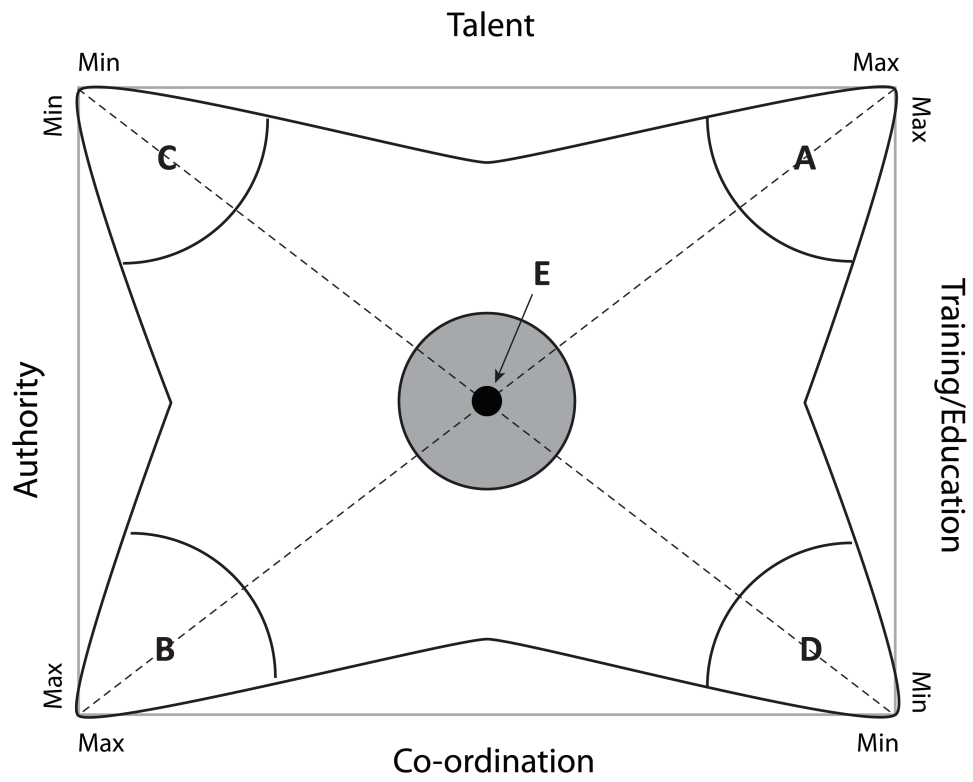 Talent
Min
Max
Min
Max
C
A
E
Authority
Training/Education
B
D
Max
Min
Max
Min
Co-ordination